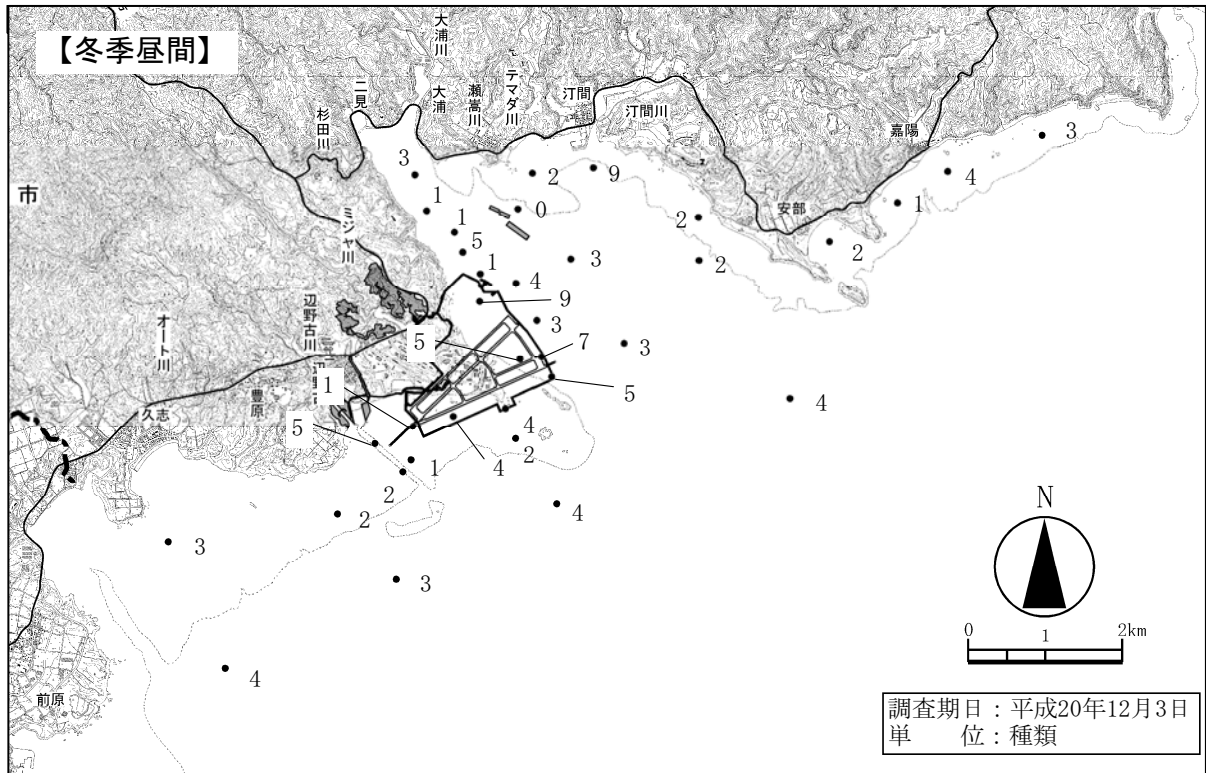 【冬季昼間】
大浦川
二見
大浦
瀬嵩川
テマダ川
汀間
汀間川
杉田川
嘉陽
市
ミジャ川
安部
辺野古川
オート川
豊原
久志
前原
3
4
1
2
3
2
9
1
0
1
5
2
2
1
4
3
9
3
7
5
3
5
4
1
4
2
4
5
1
2
2
4
3
3
4
N
0 1 2km
調査期日：平成20年12月3日
単　　位：種類